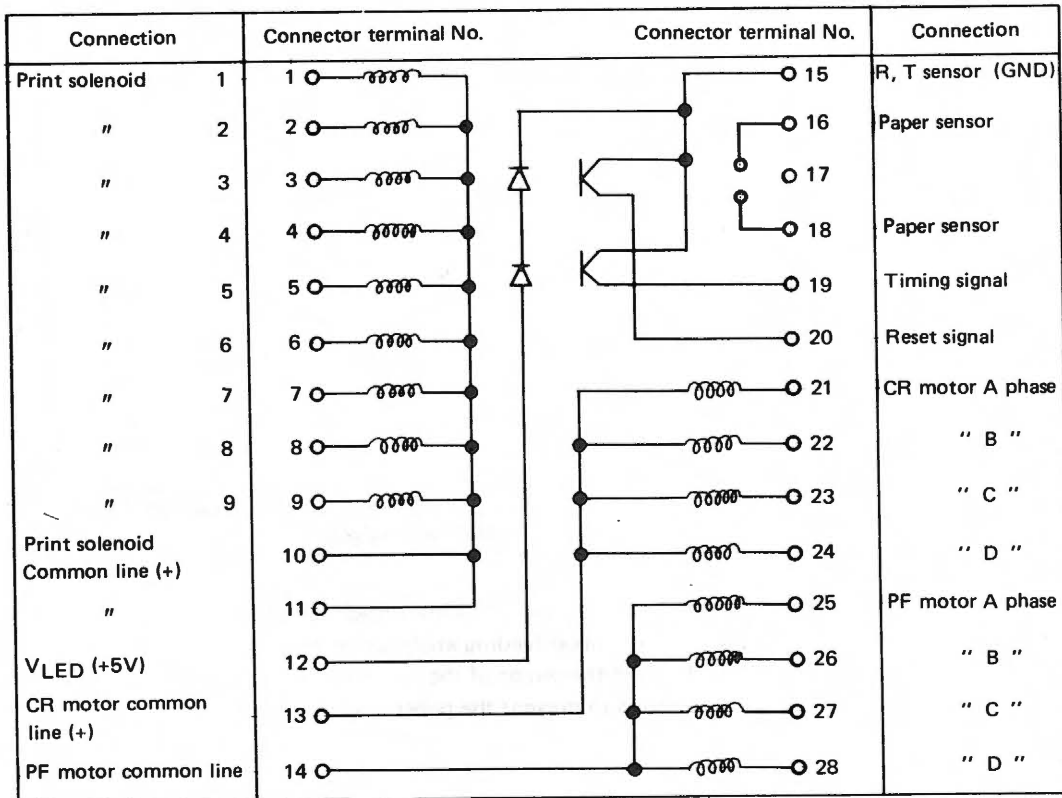 Connection Connector terminal No. Connector terminal No. Connection
Print solenoid 1 1 15 R, T sensor (GND)
" 2 2 16 Paper sensor
" 3 3 17
" 4 4 18 Paper sensor
" 5 5 19 Timing signal
" 6 6 20 Reset signal
" 7 7 21 CR motor A phase
" 8 8 22 " B "
" 9 9 23 " C "
Print solenoid
Common line (+) 10 24 " D "
" 11 25 PF motor A phase
VLED (+5V) 12 26 " B "
CR motor common
line (+) 13 27 " C "
PF motor common line 14 28 " D "